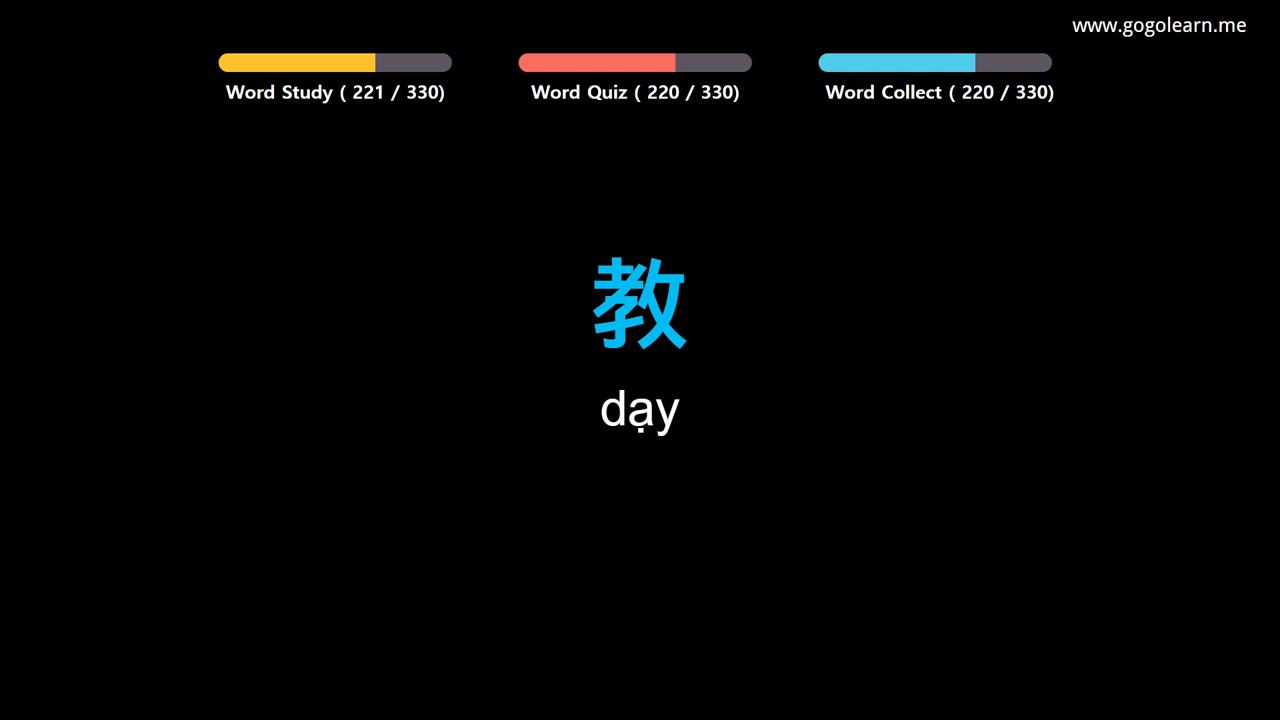 www.gogolearn.me
Word Study ( 221 / 330)
Word Quiz ( 220 / 330)
Word Collect ( 220 / 330)
教
dạy